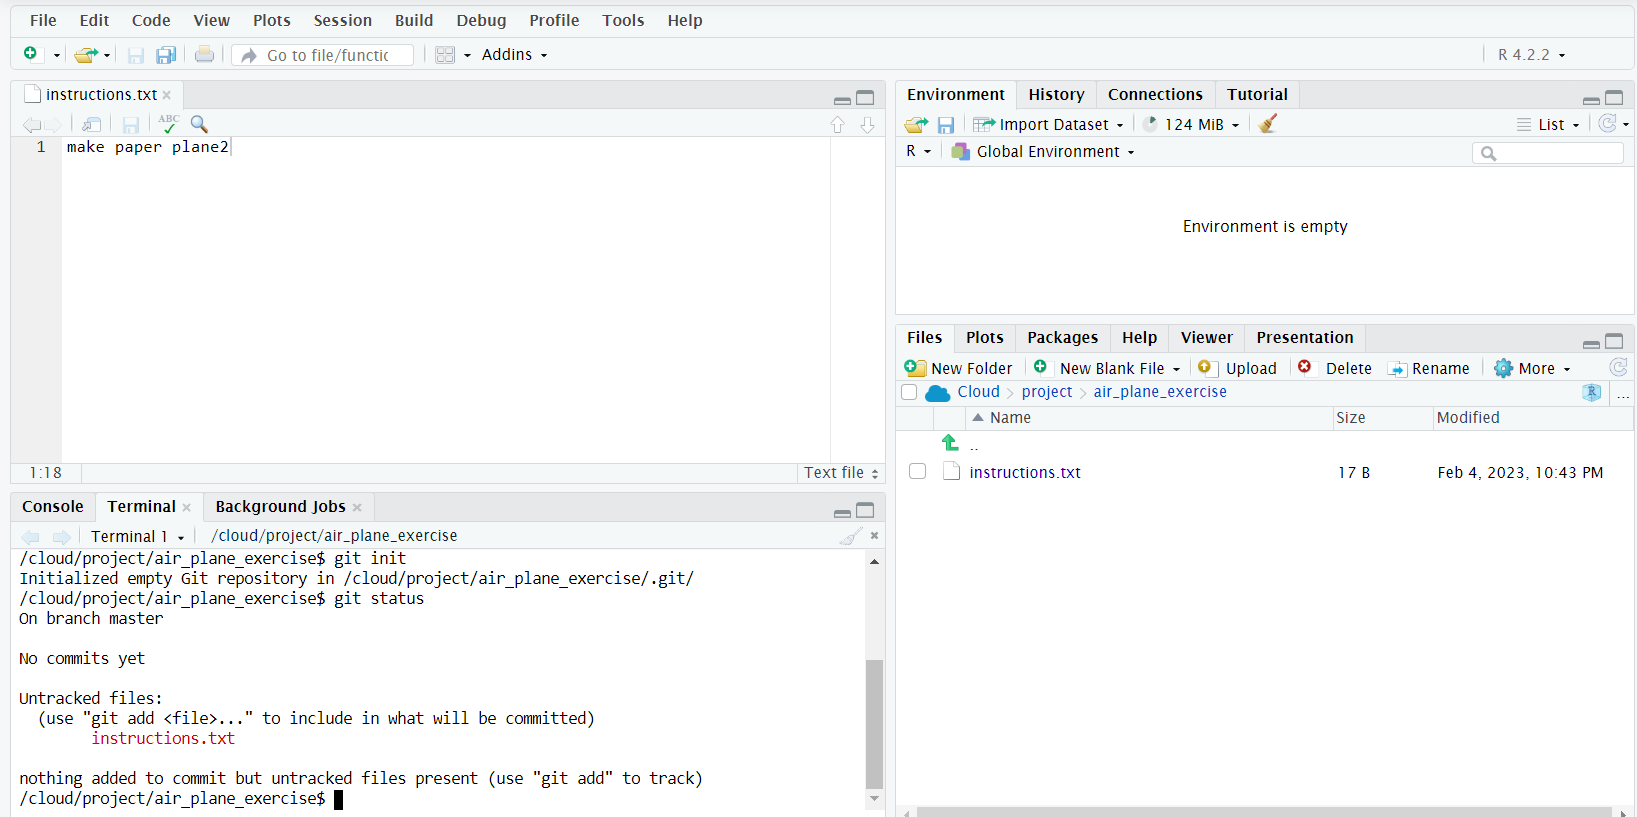 File Edit Code View Plots Session Build Debug Profile Tools Help
Go to file/functic Addins R 4.2.2
instructions.txt
ABC
1 make paper plane2
1:18 Text file
Console Terminal Background Jobs
Terminal 1 /cloud/project/air_plane_exercise
/cloud/project/air_plane_exercise$ git init
Initialized empty Git repository in /cloud/project/air_plane_exercise/.git/
/cloud/project/air_plane_exercise$ git status
On branch master
No commits yet
Untracked files:
(use "git add <file>..." to include in what will be committed)
instructions.txt
nothing added to commit but untracked files present (use "git add" to track)
/cloud/project/air_plane_exercise$
Environment History Connections Tutorial
Import Dataset 124 MiB List
R Global Environment
Environment is empty
Files Plots Packages Help Viewer Presentation
New Folder New Blank File Upload Delete Rename More
Cloud project air_plane_exercise R ...
Name Size Modified
..
instructions.txt 17 B Feb 4, 2023, 10:43 PM